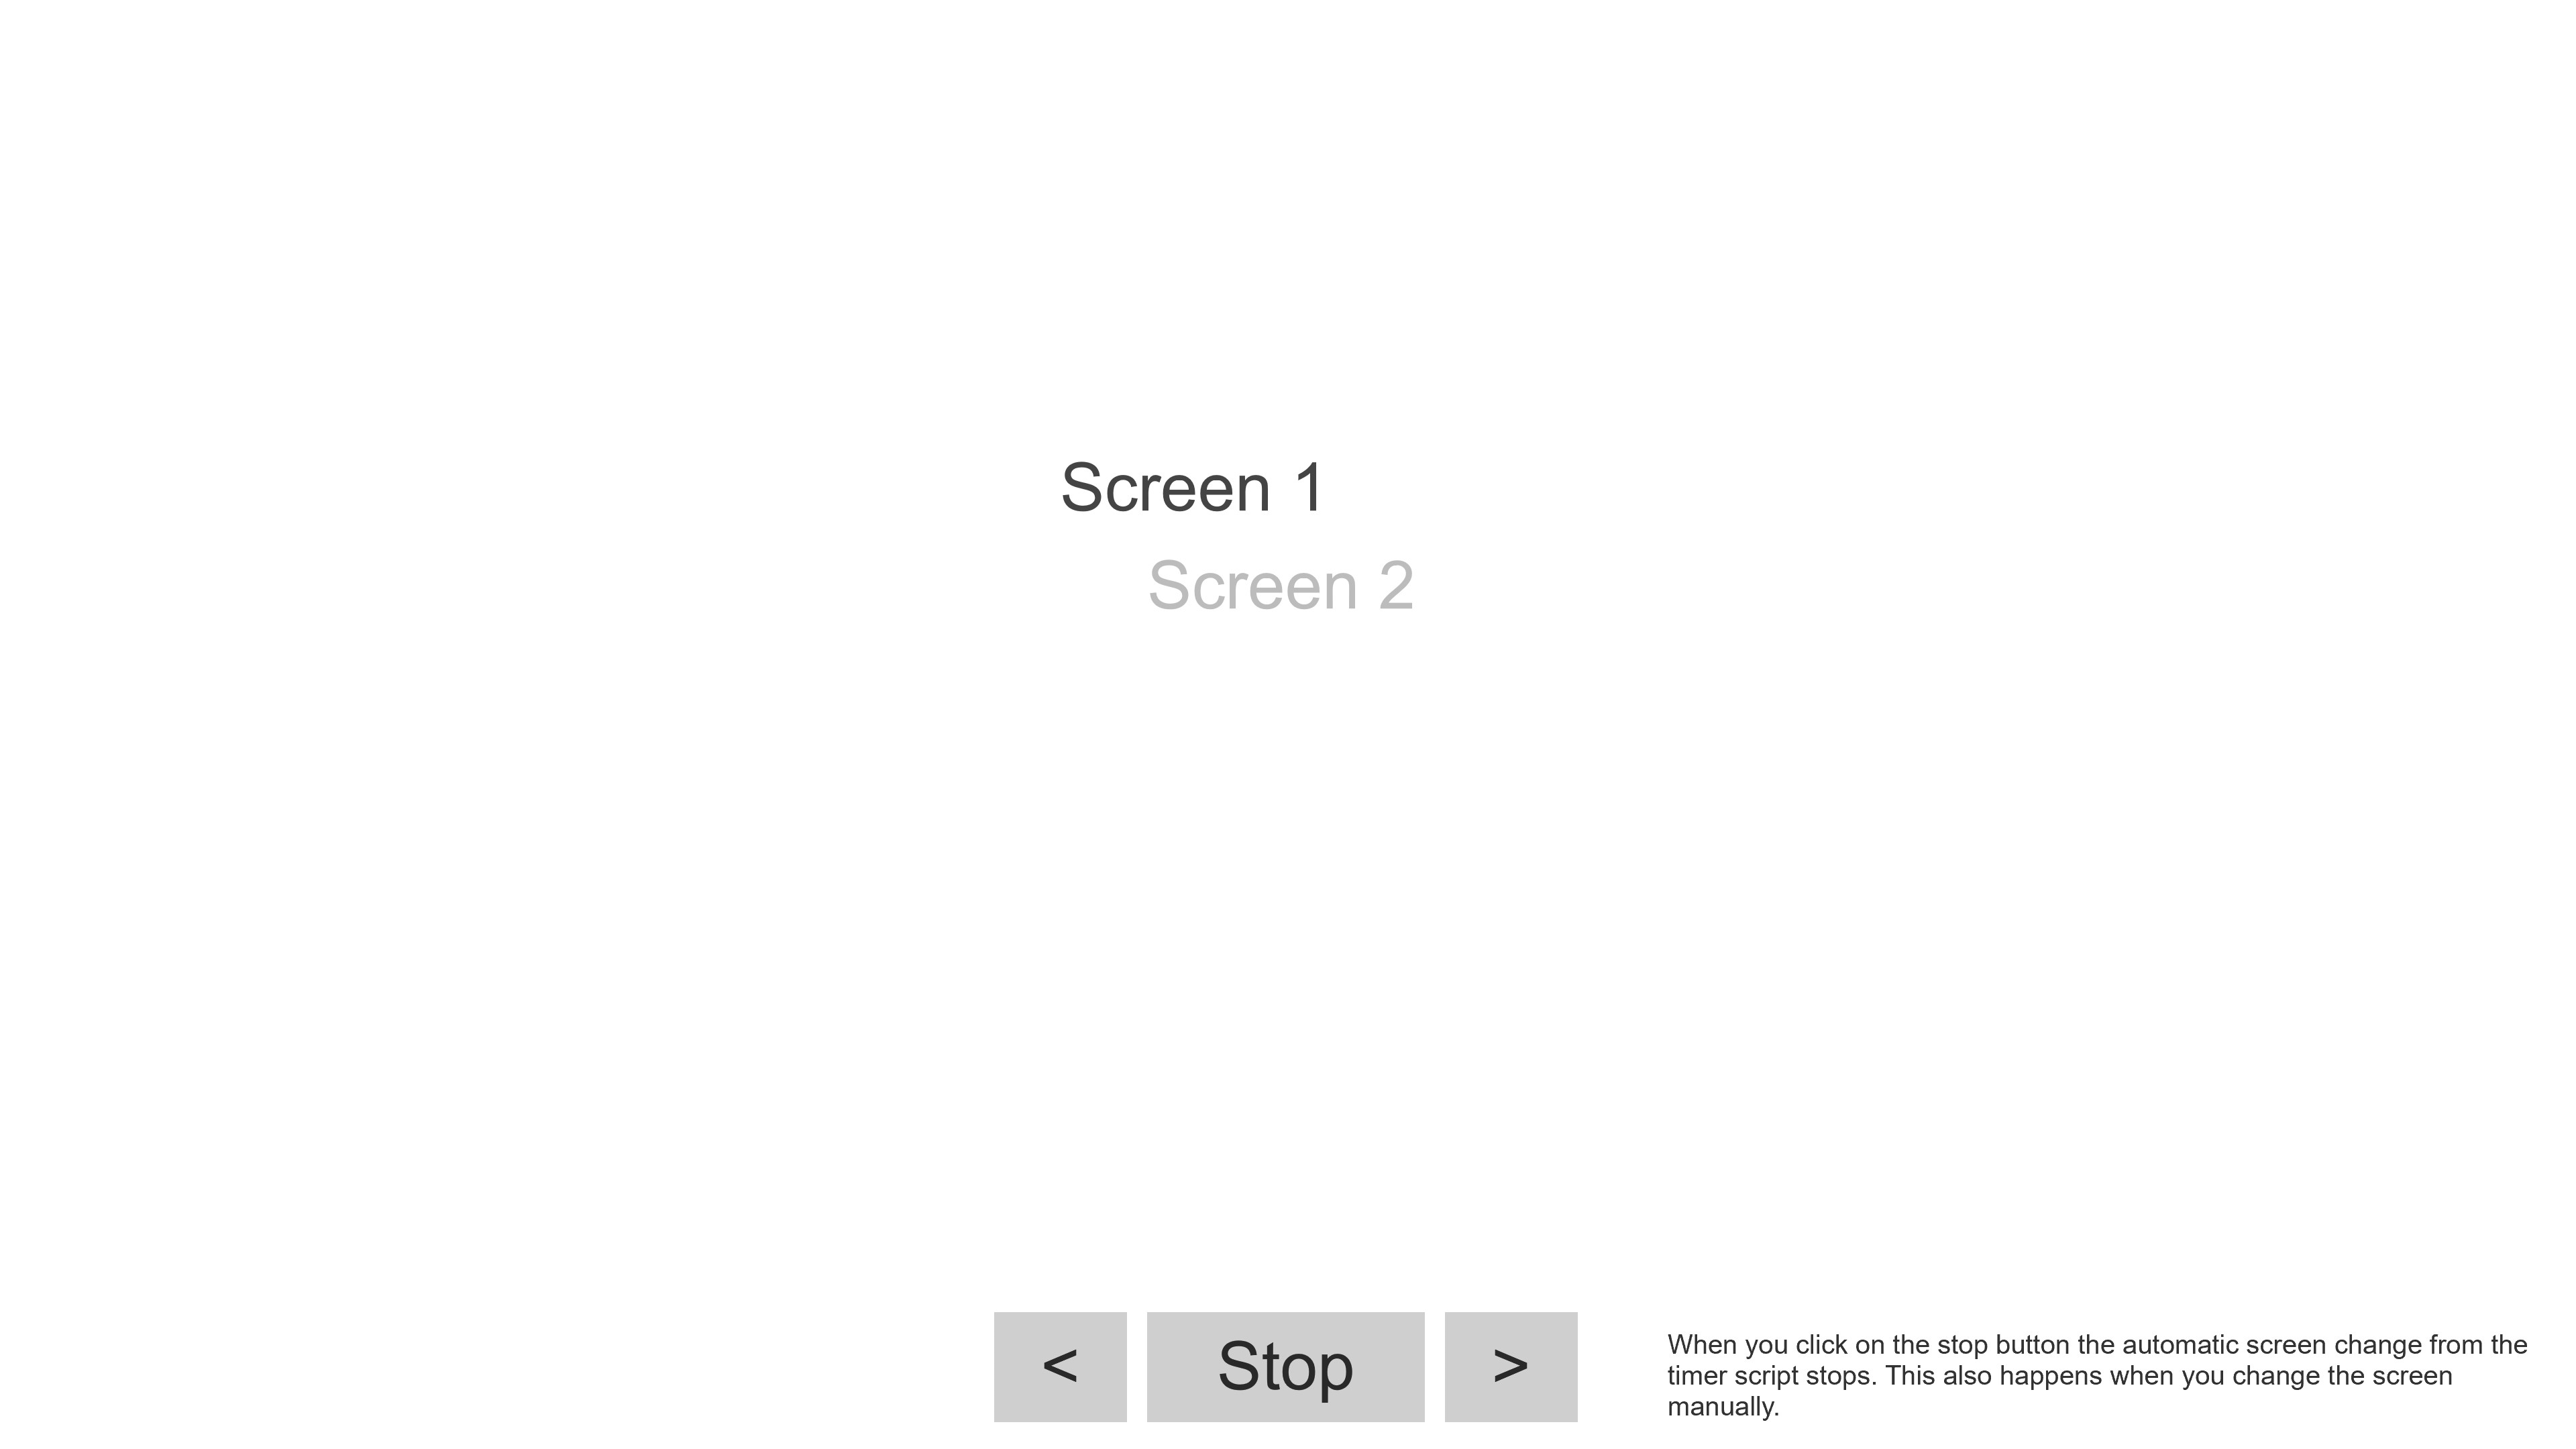 Screen 1
Screen 2
< Stop >
When you click on the stop button the automatic screen change from the
timer script stops. This also happens when you change the screen
manually.